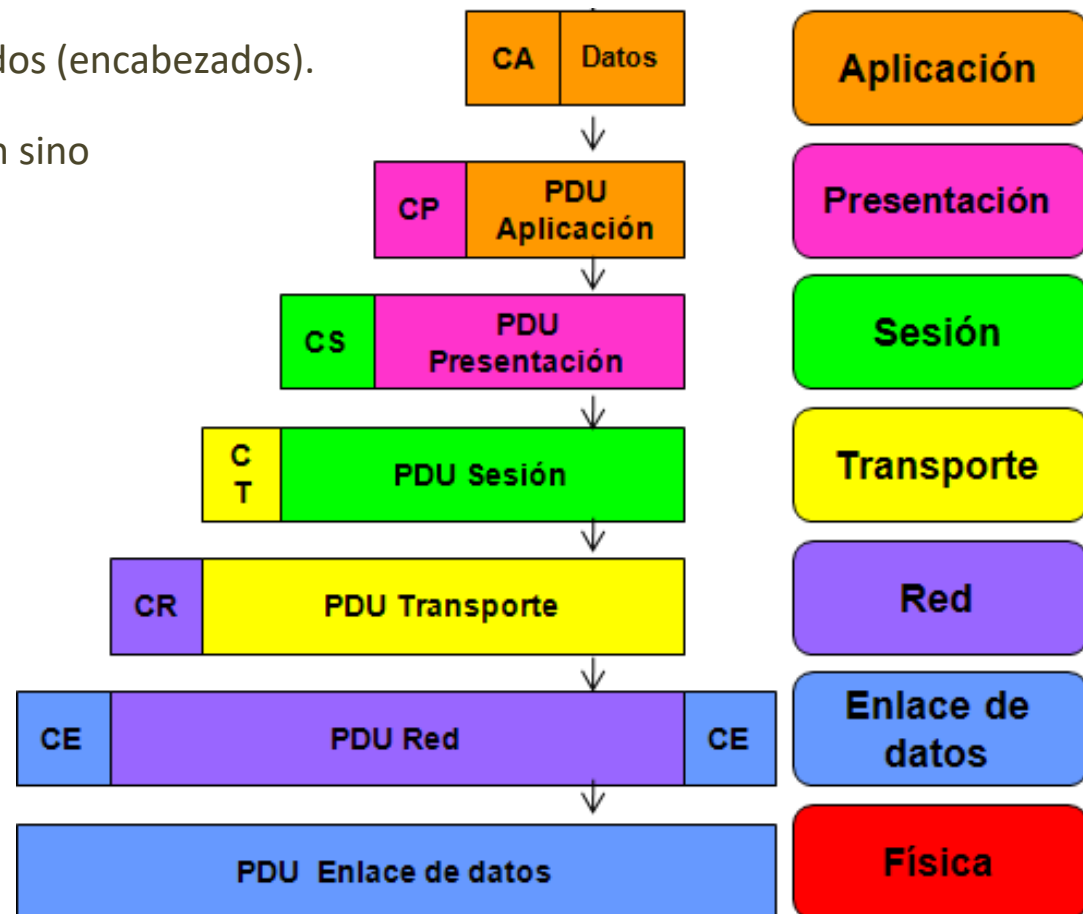 dos (encabezados).
n sino
CA Datos Aplicación
CP PDU
Aplicación Presentación
CS PDU
Presentación Sesión
C
T PDU Sesión Transporte
CR PDU Transporte Red
CE PDU Red CE Enlace de
datos
PDU Enlace de datos Física